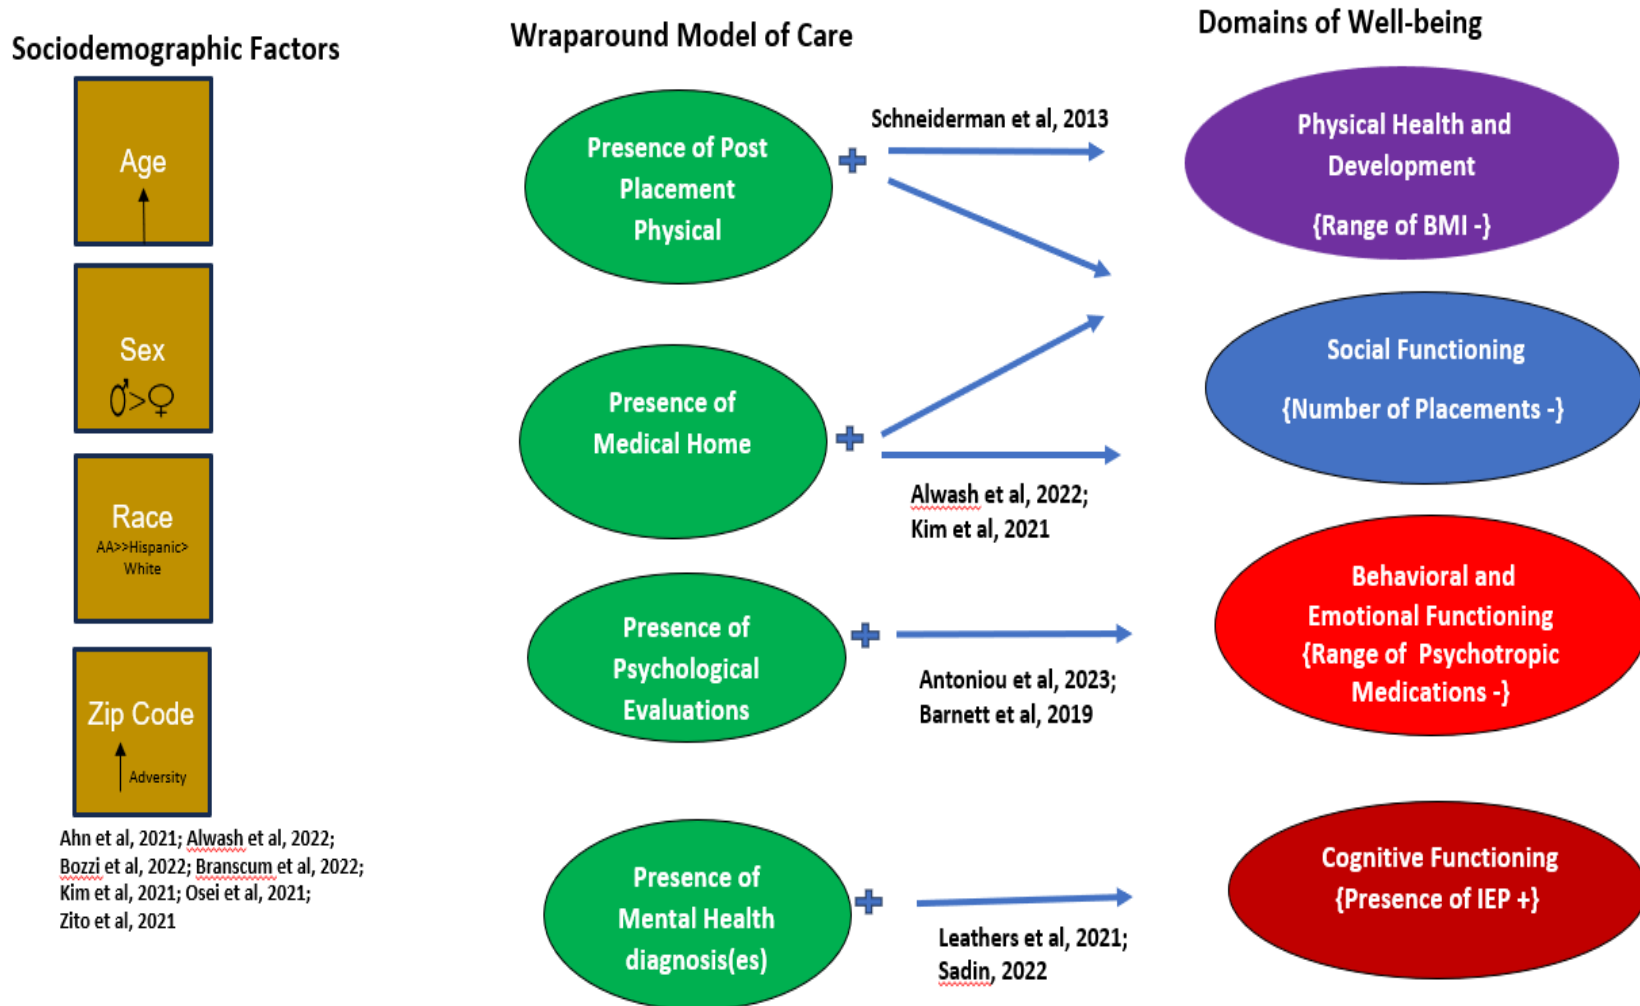 Sociodemographic Factors
Age
Sex
♂>♀
Race
AA>>Hispanic>
White
Zip Code
Adversity
Ahn et al, 2021; Alwash et al, 2022;
Bozzi et al, 2022; Branscum et al, 2022;
Kim et al, 2021; Osei et al, 2021;
Zito et al, 2021
Wraparound Model of Care
Presence of Post
Placement
Physical
+
Presence of
Medical Home
+
Presence of
Psychological
Evaluations
+
Presence of
Mental Health
diagnosis(es)
+
Schneiderman et al, 2013
Alwash et al, 2022;
Kim et al, 2021
Antoniou et al, 2023;
Barnett et al, 2019
Leathers et al, 2021;
Sadin, 2022
Domains of Well-being
Physical Health and
Development
{Range of BMI -}
Social Functioning
{Number of Placements -}
Behavioral and
Emotional Functioning
{Range of Psychotropic
Medications -}
Cognitive Functioning
{Presence of IEP +}